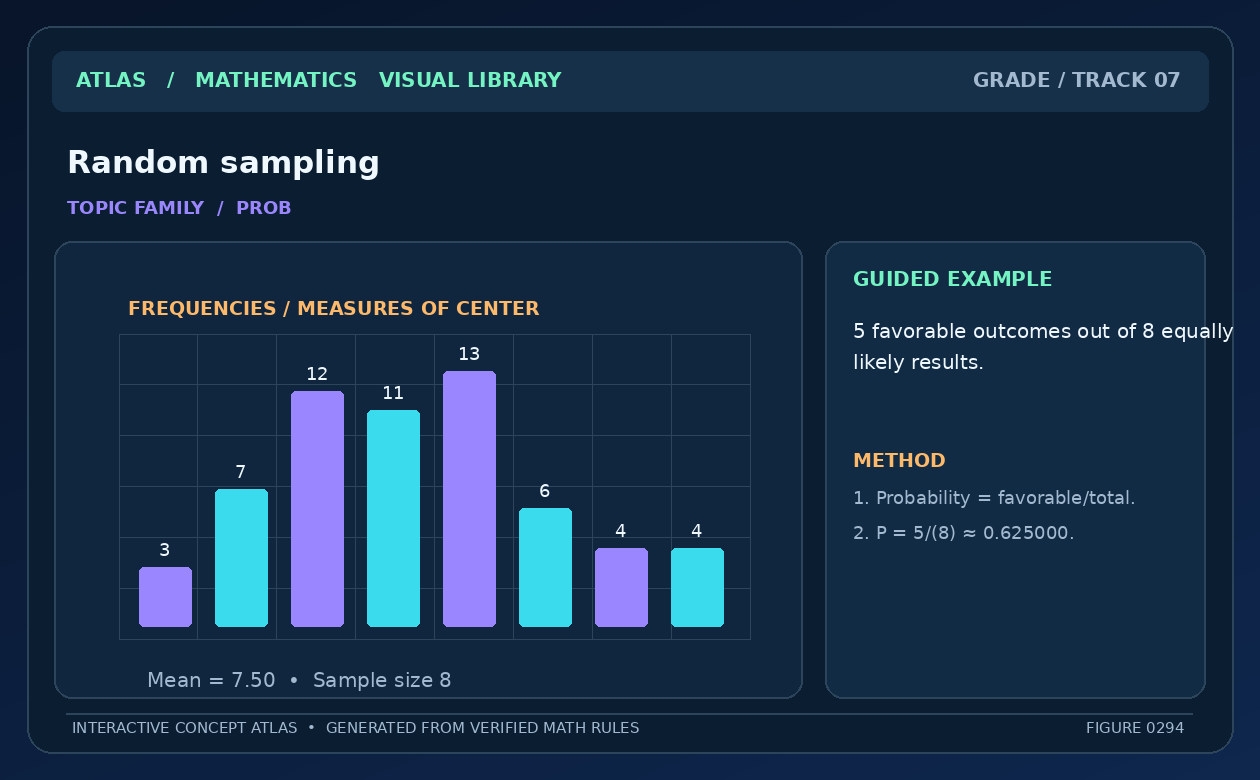 ATLAS / MATHEMATICS VISUAL LIBRARY
GRADE / TRACK 07
Random sampling
TOPIC FAMILY / PROB
FREQUENCIES / MEASURES OF CENTER
3
7
12
11
13
6
4
4
Mean = 7.50 • Sample size 8
GUIDED EXAMPLE
5 favorable outcomes out of 8 equally
likely results.
METHOD
1. Probability = favorable/total.
2. P = 5/(8) ≈ 0.625000.
INTERACTIVE CONCEPT ATLAS • GENERATED FROM VERIFIED MATH RULES
FIGURE 0294